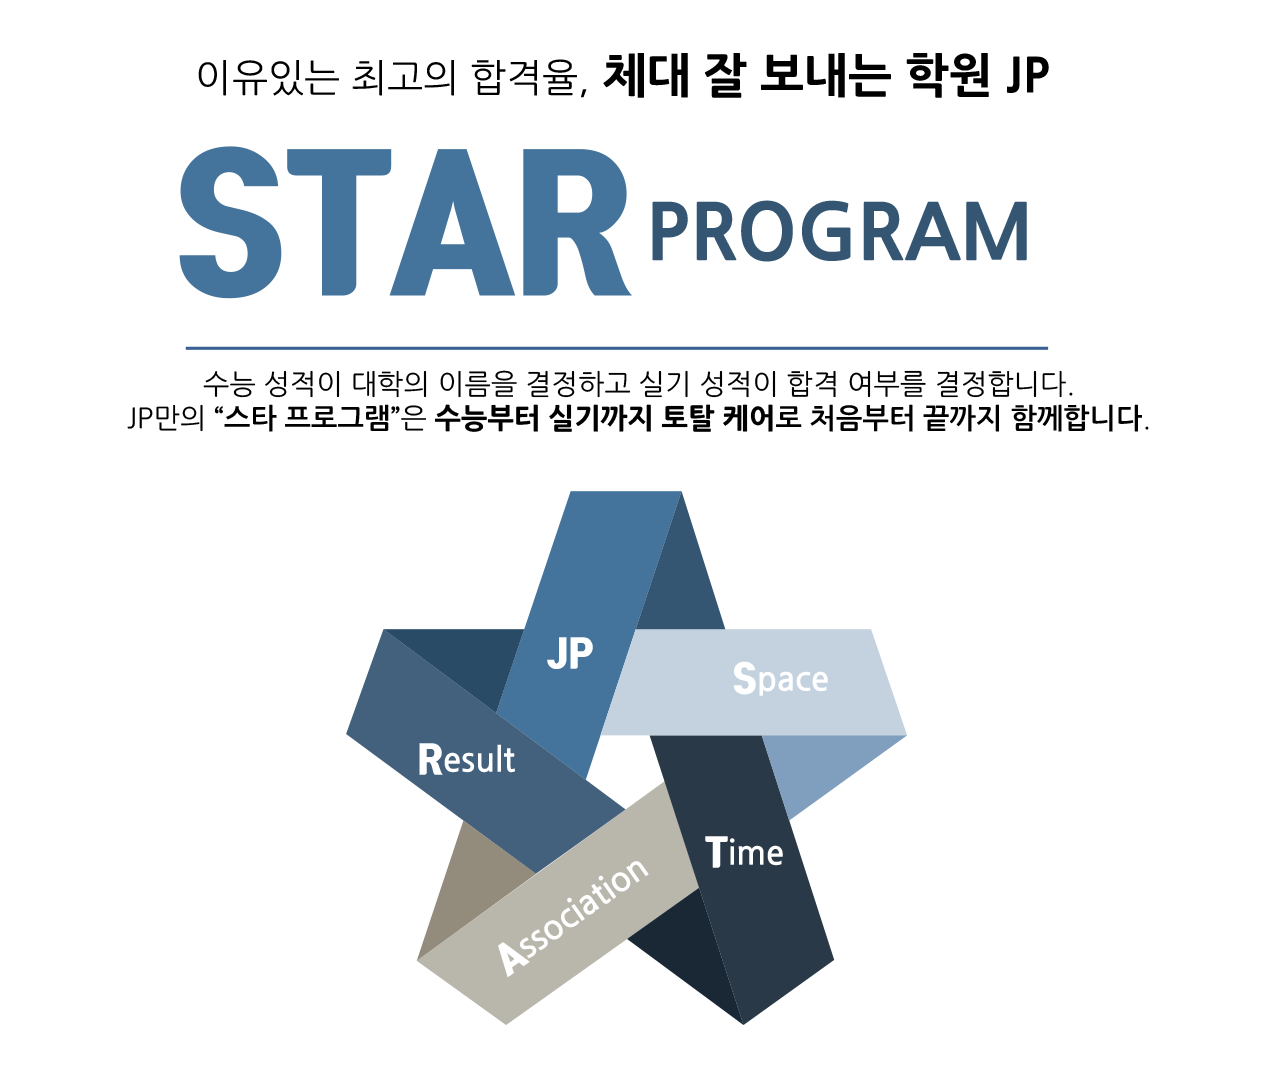 이유있는 최고의 합격율, 체대 잘 보내는 학원 JP
STAR PROGRAM
수능 성적이 대학의 이름을 결정하고 실기 성적이 합격 여부를 결정합니다.
JP만의 “스타 프로그램”은 수능부터 실기까지 토탈 케어로 처음부터 끝까지 함께합니다.
JP
Space
Result
Time
Association